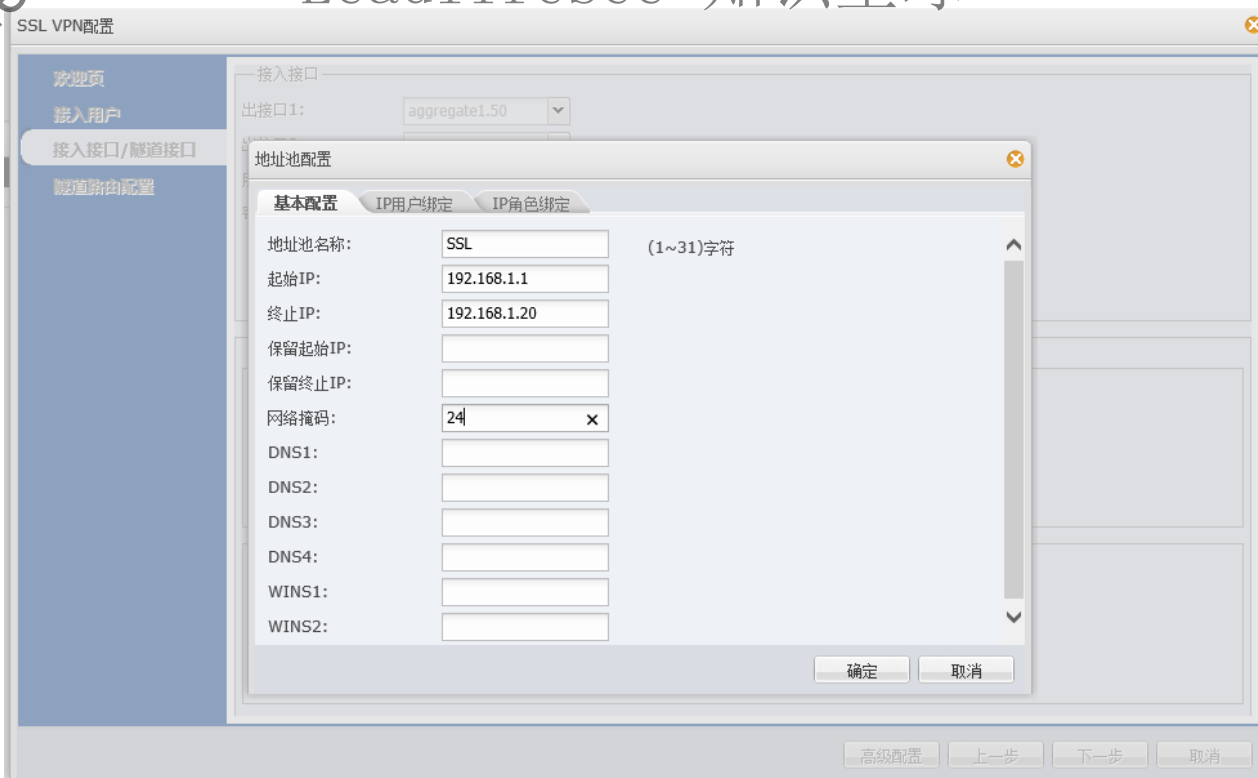 SSL VPN配置
欢迎页
接入用户
接入接口/隧道接口
隧道路由配置
接入接口
出接口1: aggregate1.50
地址池配置
基本配置 IP用户绑定 IP角色绑定
地址池名称: SSL (1~31)字符
起始IP: 192.168.1.1
终止IP: 192.168.1.20
保留起始IP:
保留终止IP:
网络掩码: 24
DNS1:
DNS2:
DNS3:
DNS4:
WINS1:
WINS2:
确定 取消
高级配置 上一步 下一步 取消